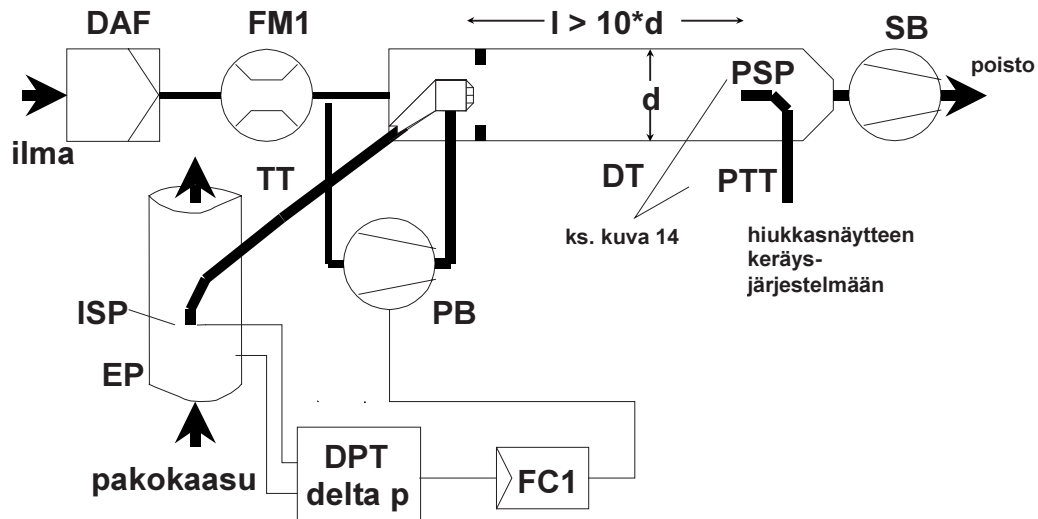 DAF
FM1
l > 10*d
SB
PSP
poisto
d
ilma
TT
DT
PTT
ks. kuva 14
hiukkasnäytteen
keräys-
järjestelmään
ISP
PB
EP
DPT
delta p
FC1
pakokaasu